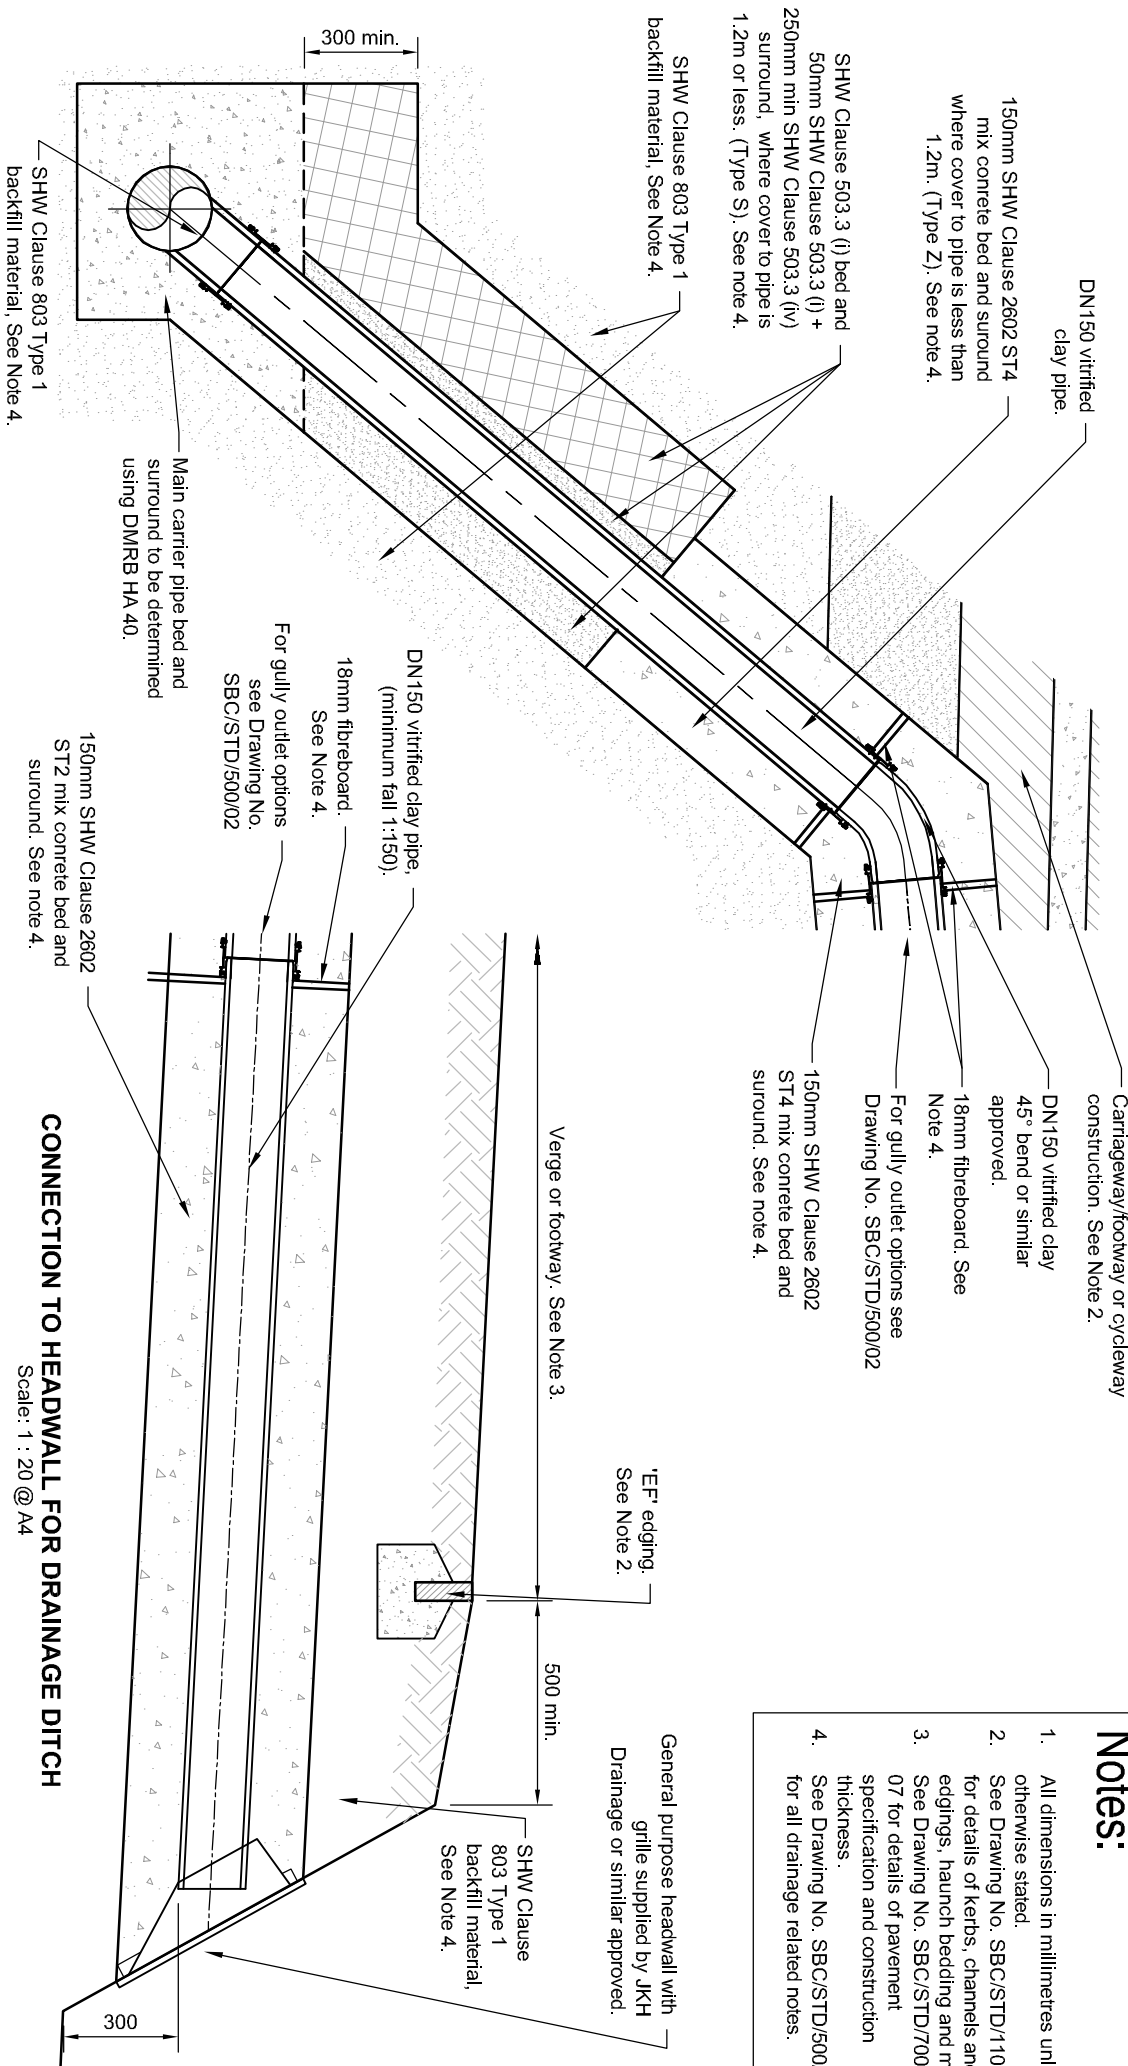 DN150 vitrified
clay pipe.
150mm SHW Clause 2602 ST4
mix conrete bed and suround
where cover to pipe is less than
1.2m. (Type Z). See note 4.
SHW Clause 503.3 (i) bed and
50mm SHW Clause 503.3 (i) +
250mm min SHW Clause 503.3 (iv)
surround, where cover to pipe is
1.2m or less. (Type S). See note 4.
SHW Clause 803 Type 1
backfill material, See Note 4.
300 min.
SHW Clause 803 Type 1
backfill material, See Note 4.
Main carrier pipe bed and
surround to be determined
using DMRB HA 40.
Carriageway/footway or cycleway
construction. See Note 2.
DN150 vitrified clay
45° bend or similar
approved.
18mm fibreboard. See
Note 4.
For gully outlet options see
Drawing No. SBC/STD/500/02
150mm SHW Clause 2602
ST4 mix conrete bed and
suround. See note 4.
DN150 vitrified clay pipe,
(minimum fall 1:150).
18mm fibreboard.
See Note 4.
For gully outlet options
see Drawing No.
SBC/STD/500/02
150mm SHW Clause 2602
ST2 mix conrete bed and
suround. See note 4.
Verge or footway. See Note 3.
'EF' edging.
See Note 2.
500 min.
General purpose headwall with
grille supplied by JKH
Drainage or similar approved.
SHW Clause
803 Type 1
backfill material,
See Note 4.
300
CONNECTION TO HEADWALL FOR DRAINAGE DITCH
Scale: 1 : 20 @ A4
Notes:
1. All dimensions in millimetres
otherwise stated.
2. See Drawing No. SBC/STD/110
for details of kerbs, channels
edgings, haunch bedding and
3. See Drawing No. SBC/STD/700
07 for details of pavement
specification and construction
thickness.
4. See Drawing No. SBC/STD/500
for all drainage related notes.